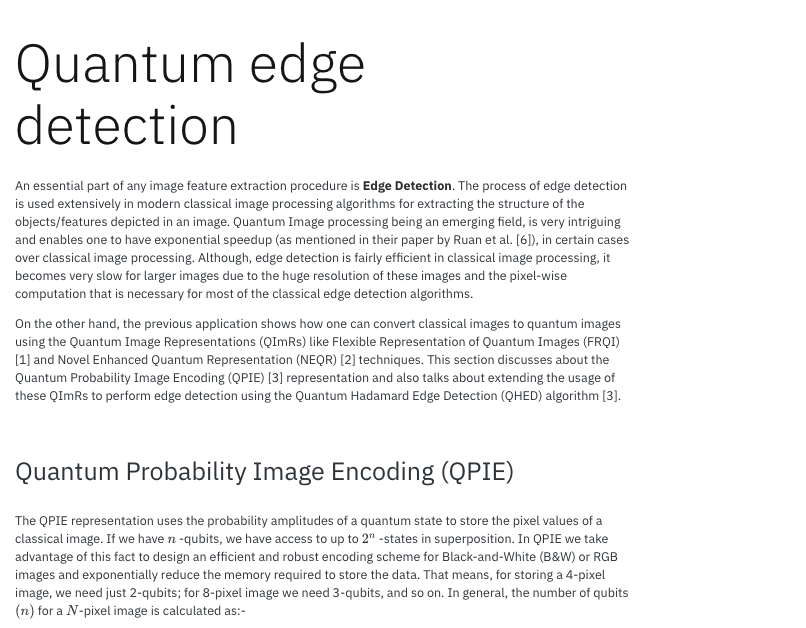 Quantum edge
detection
An essential part of any image feature extraction procedure is Edge Detection. The process of edge detection
is used extensively in modern classical image processing algorithms for extracting the structure of the
objects/features depicted in an image. Quantum Image processing being an emerging field, is very intriguing
and enables one to have exponential speedup (as mentioned in their paper by Ruan et al. [6]), in certain cases
over classical image processing. Although, edge detection is fairly efficient in classical image processing, it
becomes very slow for larger images due to the huge resolution of these images and the pixel-wise
computation that is necessary for most of the classical edge detection algorithms.
On the other hand, the previous application shows how one can convert classical images to quantum images
using the Quantum Image Representations (QImRs) like Flexible Representation of Quantum Images (FRQI)
[1] and Novel Enhanced Quantum Representation (NEQR) [2] techniques. This section discusses about the
Quantum Probability Image Encoding (QPIE) [3] representation and also talks about extending the usage of
these QImRs to perform edge detection using the Quantum Hadamard Edge Detection (QHED) algorithm [3].
Quantum Probability Image Encoding (QPIE)
The QPIE representation uses the probability amplitudes of a quantum state to store the pixel values of a
classical image. If we have n -qubits, we have access to up to 2ⁿ -states in superposition. In QPIE we take
advantage of this fact to design an efficient and robust encoding scheme for Black-and-White (B&W) or RGB
images and exponentially reduce the memory required to store the data. That means, for storing a 4-pixel
image, we need just 2-qubits; for 8-pixel image we need 3-qubits, and so on. In general, the number of qubits
(n) for a N-pixel image is calculated as:-